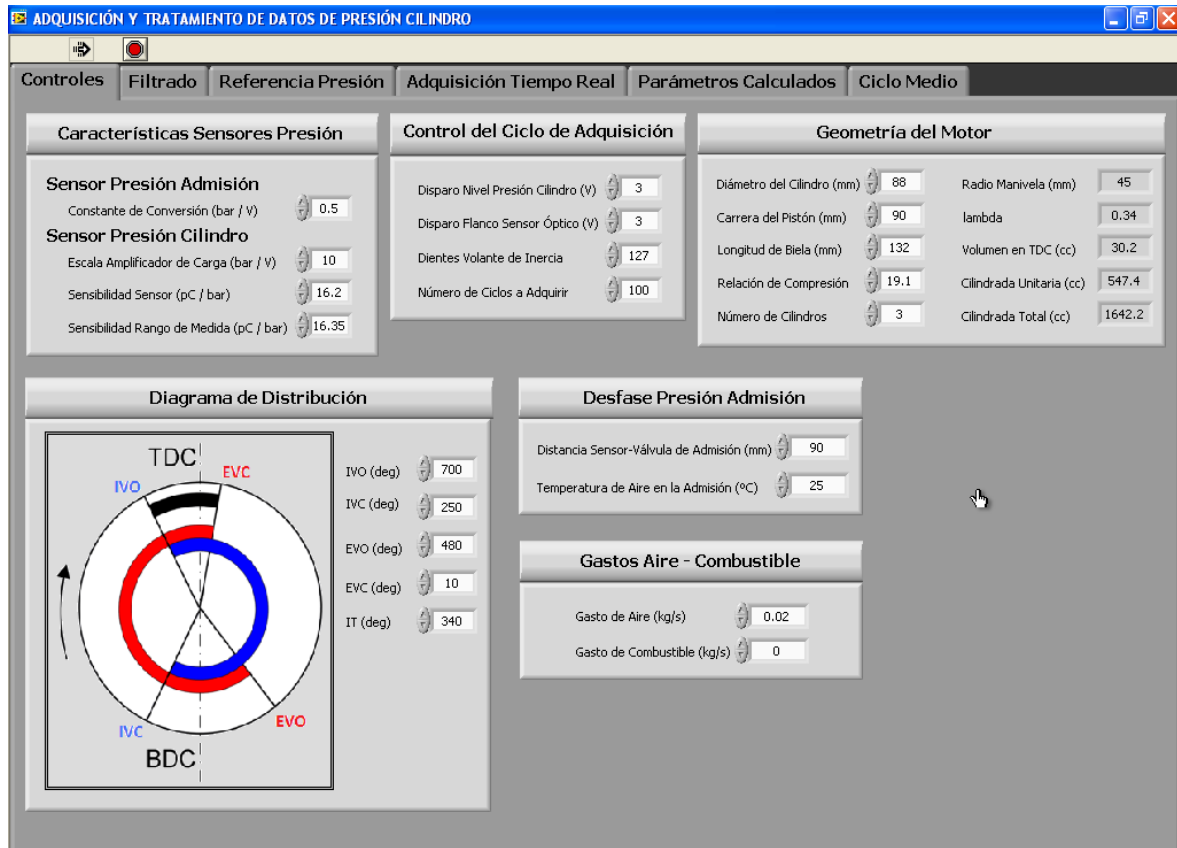 ADQUISICIÓN Y TRATAMIENTO DE DATOS DE PRESIÓN CILINDRO
Controles Filtrado Referencia Presión Adquisición Tiempo Real Parámetros Calculados Ciclo Medio
Características Sensores Presión
Sensor Presión Admisión
Constante de Conversión (bar / V) 0.5
Sensor Presión Cilindro
Escala Amplificador de Carga (bar / V) 10
Sensibilidad Sensor (pC / bar) 16.2
Sensibilidad Rango de Medida (pC / bar) 16.35
Control del Ciclo de Adquisición
Disparo Nivel Presión Cilindro (V) 3
Disparo Flanco Sensor Óptico (V) 3
Dientes Volante de Inercia 127
Número de Ciclos a Adquirir 100
Geometría del Motor
Diámetro del Cilindro (mm) 88 Radio Manivela (mm) 45
Carrera del Pistón (mm) 90 lambda 0.34
Longitud de Biela (mm) 132 Volumen en TDC (cc) 30.2
Relación de Compresión 19.1 Cilindrada Unitaria (cc) 547.4
Número de Cilindros 3 Cilindrada Total (cc) 1642.2
Diagrama de Distribución
TDC
IVO
EVC
IVC
EVO
BDC
IVO (deg) 700
IVC (deg) 250
EVO (deg) 480
EVC (deg) 10
IT (deg) 340
Desfase Presión Admisión
Distancia Sensor-Válvula de Admisión (mm) 90
Temperatura de Aire en la Admisión (ºC) 25
Gastos Aire - Combustible
Gasto de Aire (kg/s) 0.02
Gasto de Combustible (kg/s) 0